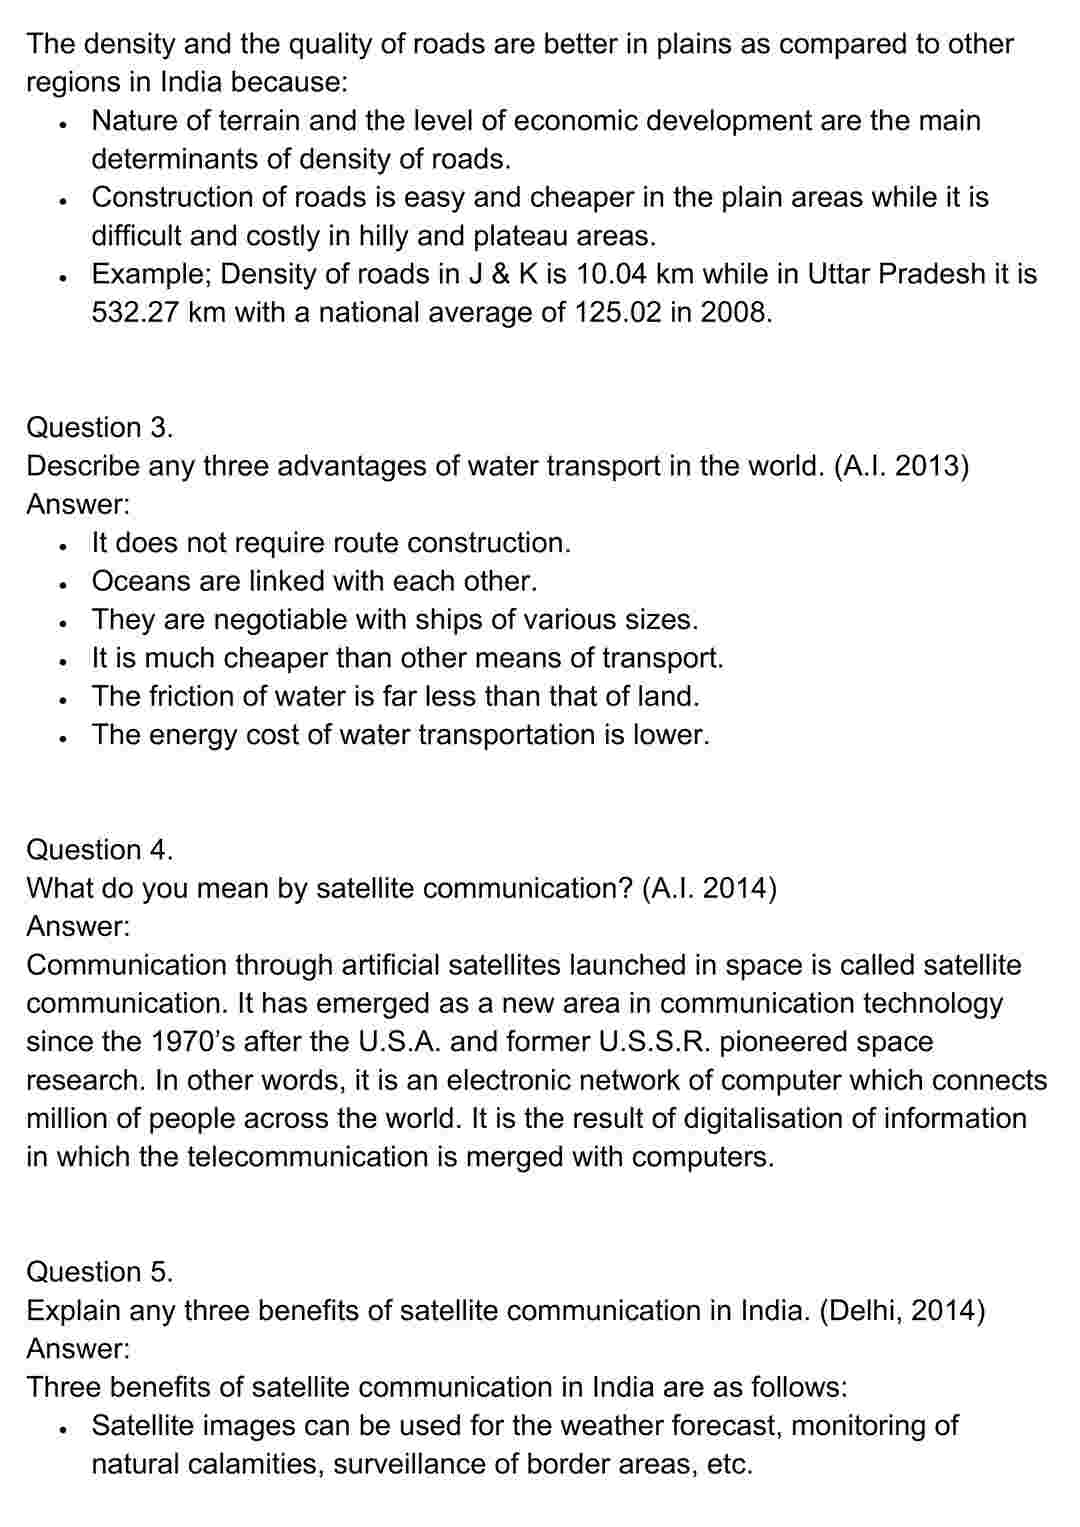 The density and the quality of roads are better in plains as compared to other
regions in India because:
• Nature of terrain and the level of economic development are the main
determinants of density of roads.
• Construction of roads is easy and cheaper in the plain areas while it is
difficult and costly in hilly and plateau areas.
• Example; Density of roads in J & K is 10.04 km while in Uttar Pradesh it is
532.27 km with a national average of 125.02 in 2008.
Question 3.
Describe any three advantages of water transport in the world. (A.I. 2013)
Answer:
• It does not require route construction.
• Oceans are linked with each other.
• They are negotiable with ships of various sizes.
• It is much cheaper than other means of transport.
• The friction of water is far less than that of land.
• The energy cost of water transportation is lower.
Question 4.
What do you mean by satellite communication? (A.I. 2014)
Answer:
Communication through artificial satellites launched in space is called satellite
communication. It has emerged as a new area in communication technology
since the 1970’s after the U.S.A. and former U.S.S.R. pioneered space
research. In other words, it is an electronic network of computer which connects
million of people across the world. It is the result of digitalisation of information
in which the telecommunication is merged with computers.
Question 5.
Explain any three benefits of satellite communication in India. (Delhi, 2014)
Answer:
Three benefits of satellite communication in India are as follows:
• Satellite images can be used for the weather forecast, monitoring of
natural calamities, surveillance of border areas, etc.